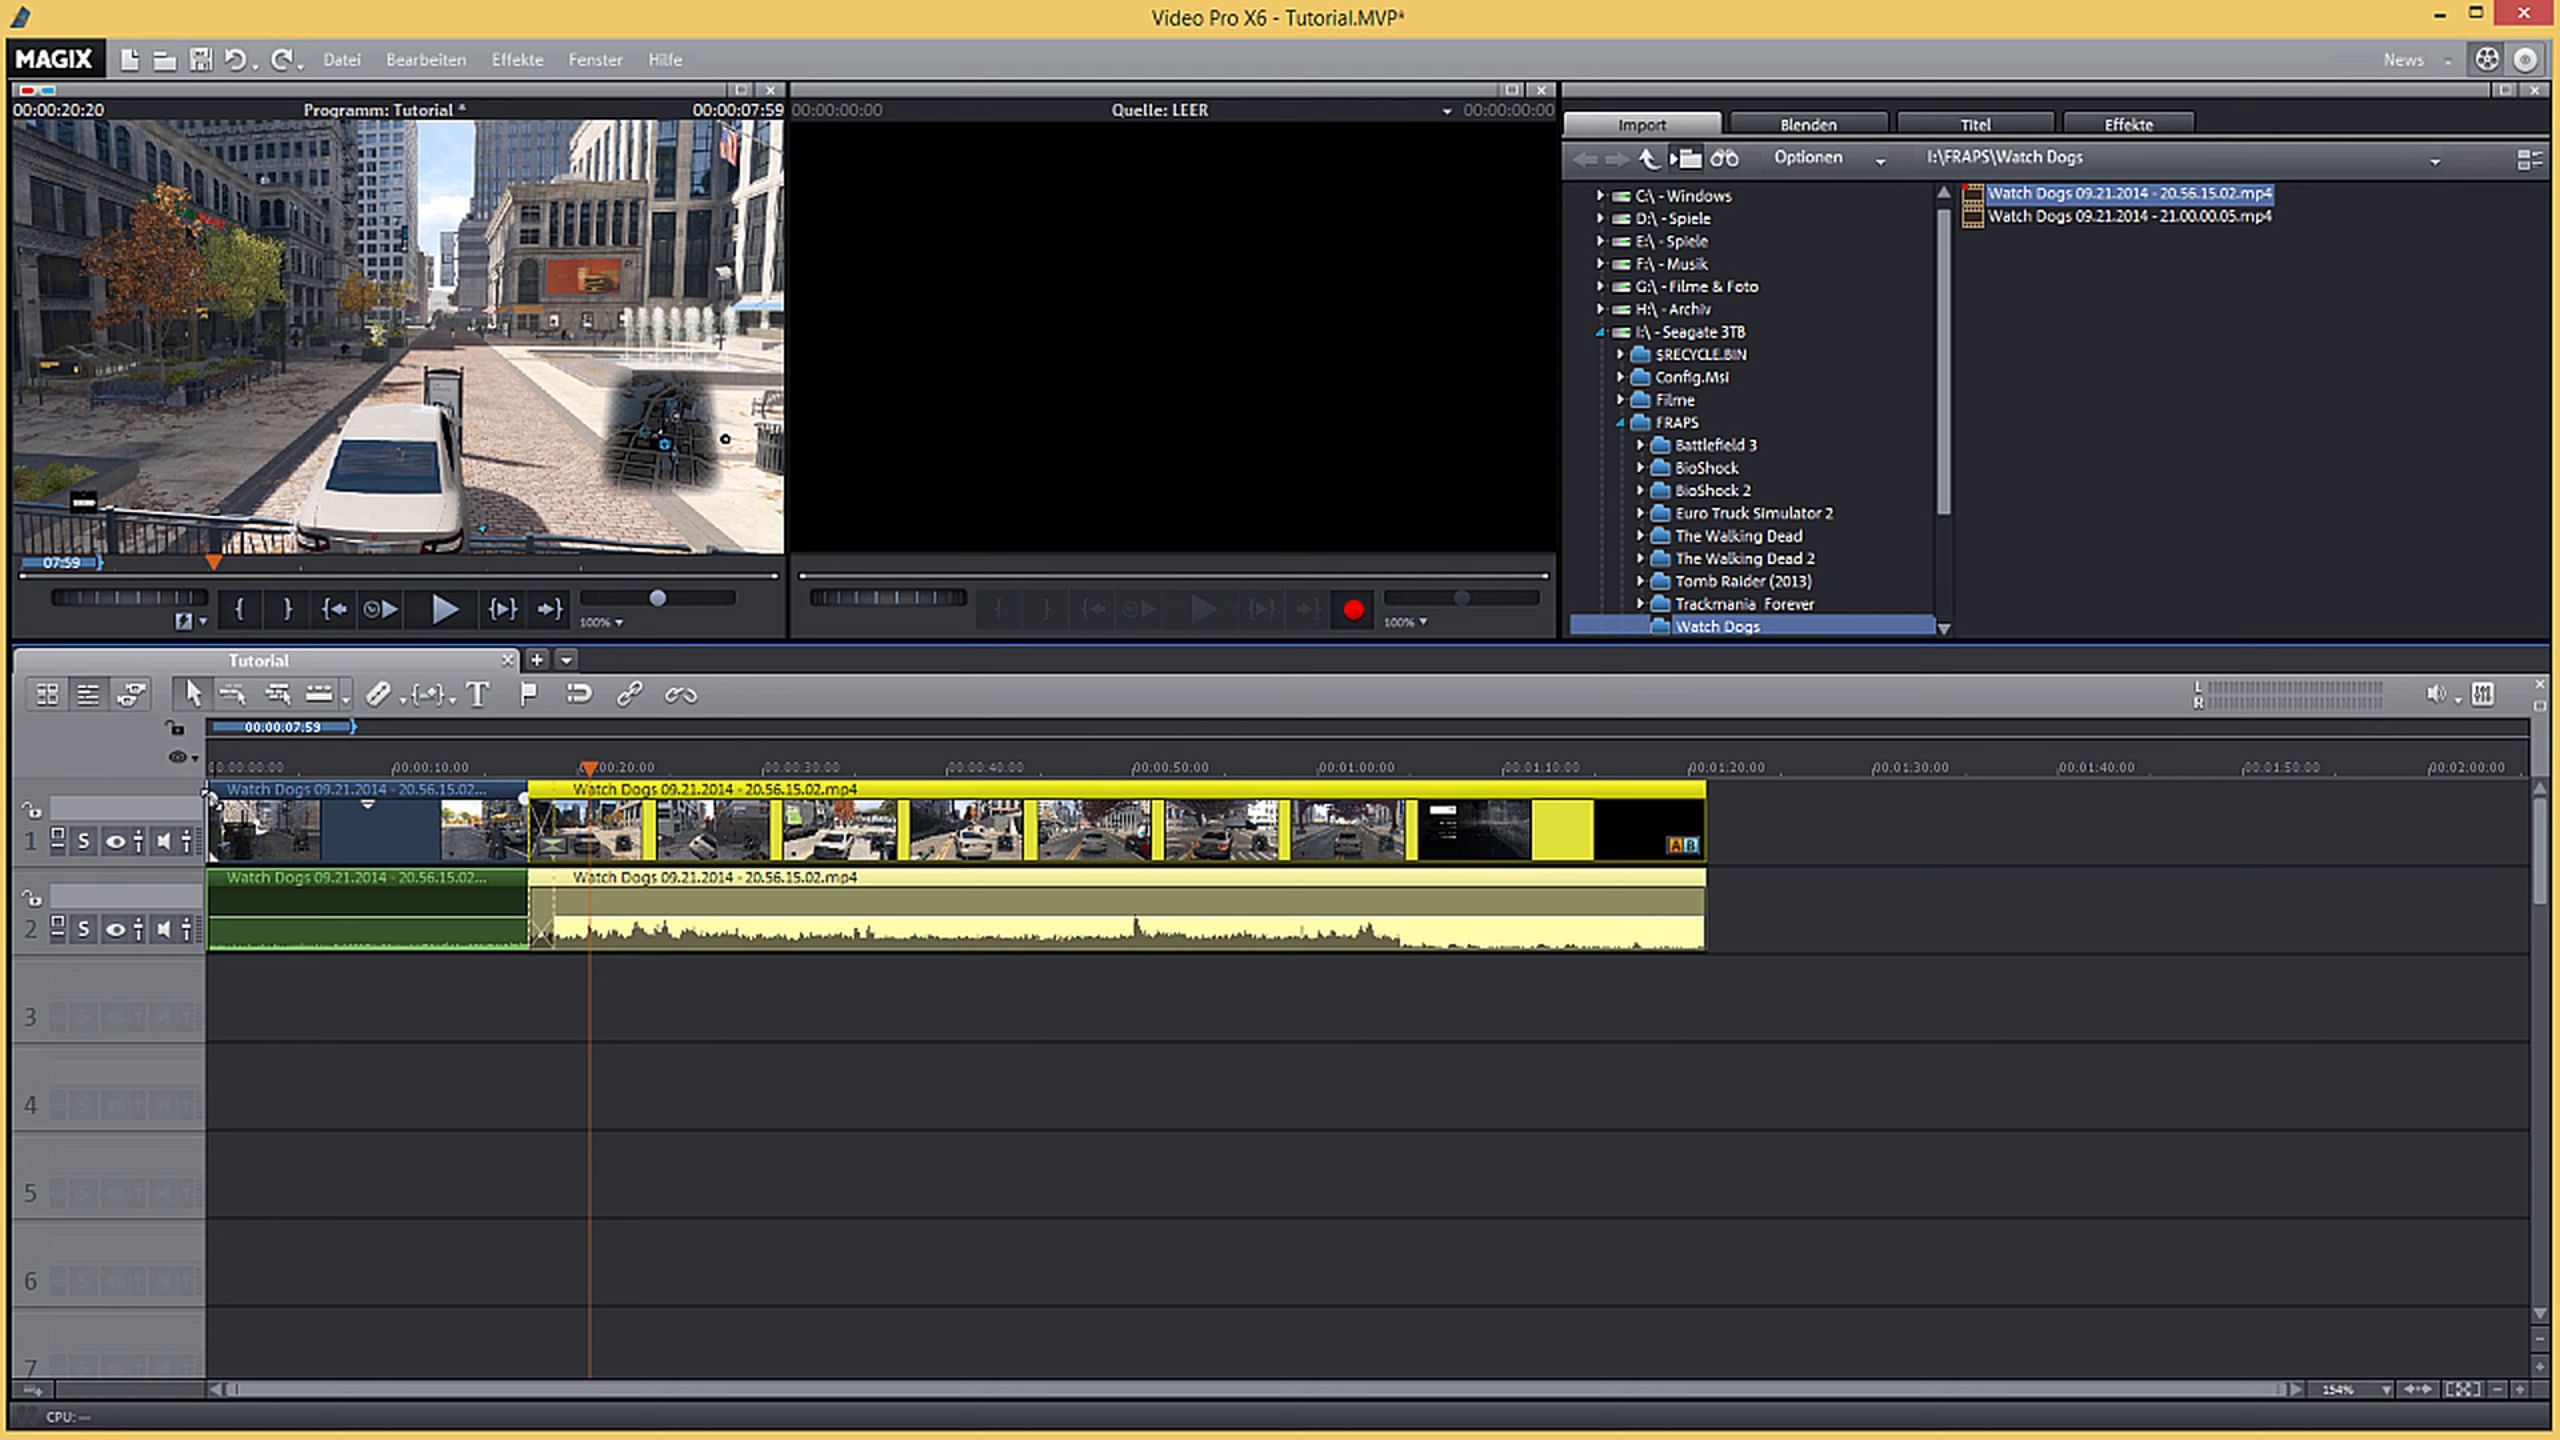 Video Pro X6 - Tutorial.MVP*
MAGIX Datei Bearbeiten Effekte Fenster Hilfe News
00:00:20:20 Programm: Tutorial * 00:00:07:59
00:00:00:00 Quelle: LEER 00:00:00:00
Import Blenden Titel Effekte
Optionen I:\FRAPS\Watch Dogs
C:\ - Windows
D:\ - Spiele
E:\ - Spiele
F:\ - Musik
G:\ - Filme & Foto
H:\ - Archiv
I:\ - Seagate 3TB
$RECYCLE.BIN
Config.Msi
Filme
FRAPS
Battlefield 3
BioShock
BioShock 2
Euro Truck Simulator 2
The Walking Dead
The Walking Dead 2
Tomb Raider (2013)
Trackmania Forever
Watch Dogs
Watch Dogs 09.21.2014 - 20.56.15.02.mp4
Watch Dogs 09.21.2014 - 21.00.00.05.mp4
07:59
100%
100%
Tutorial
L
R
00:00:07:59
00:00:00:00 00:00:10:00 00:00:20:00 00:00:30:00 00:00:40:00 00:00:50:00 00:01:00:00 00:01:10:00 00:01:20:00 00:01:30:00 00:01:40:00 00:01:50:00 00:02:00:00
Watch Dogs 09.21.2014 - 20.56.15.02... Watch Dogs 09.21.2014 - 20.56.15.02.mp4
1 S
A B
Watch Dogs 09.21.2014 - 20.56.15.02... Watch Dogs 09.21.2014 - 20.56.15.02.mp4
2 S
3 S
4 S
5 S
6 S
7
154%
CPU: —